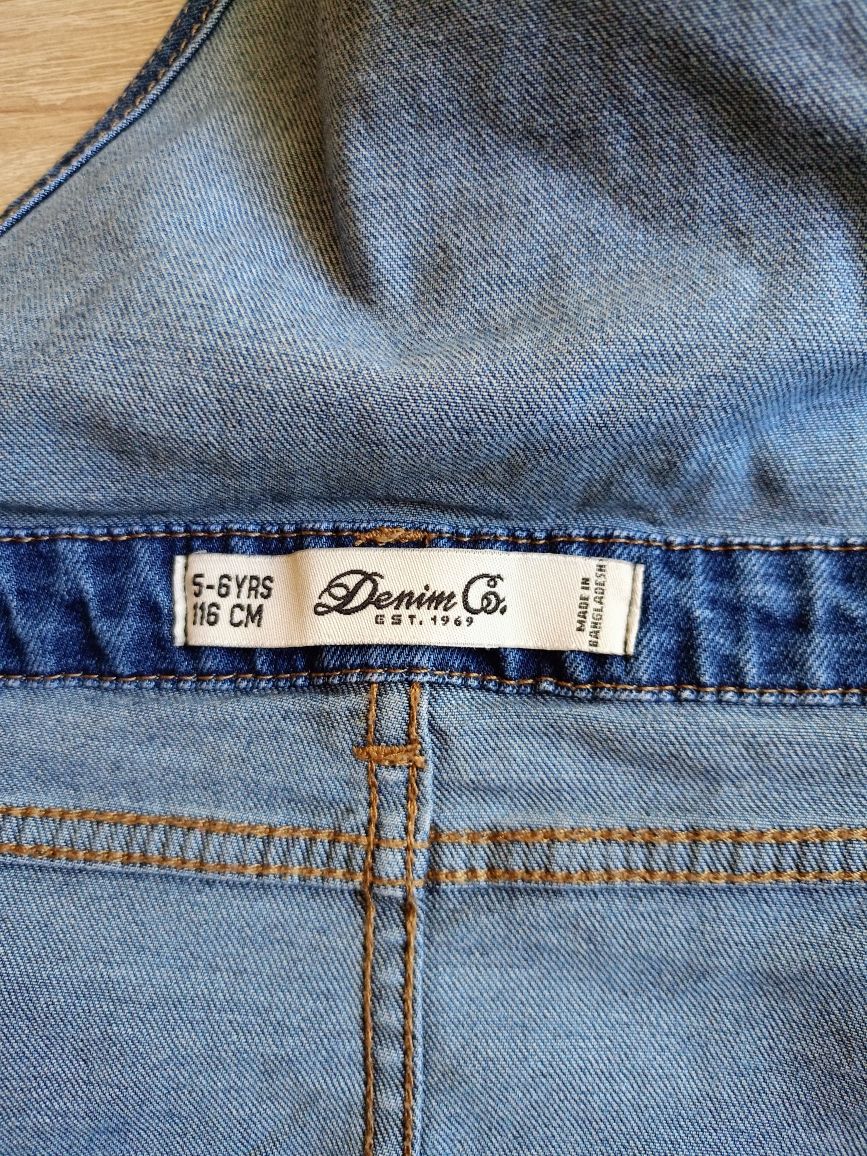 5-6YRS
116 CM
Denim Co.
EST. 1969
MADE IN
BANGLADESH